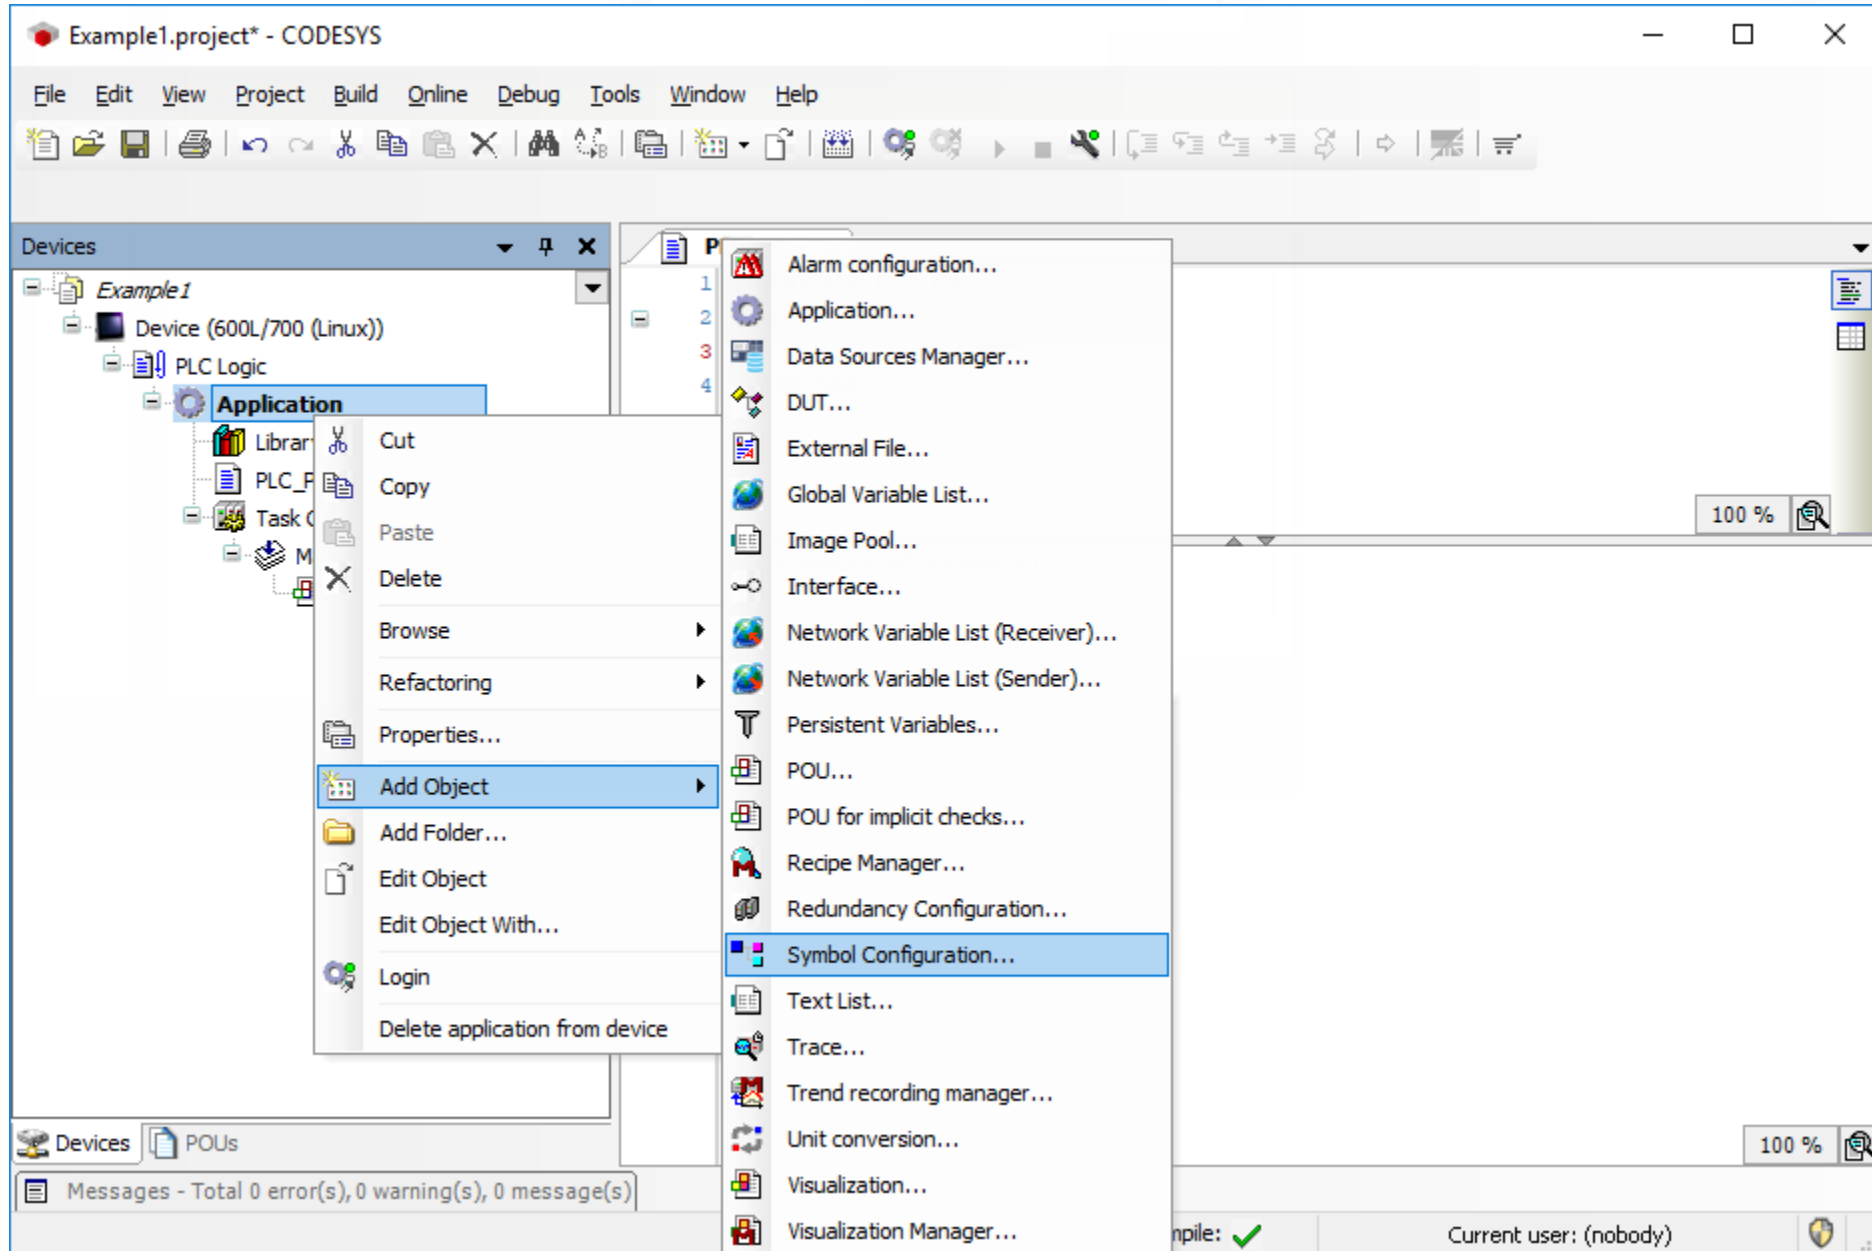 Example1.project* - CODESYS
File Edit View Project Build Online Debug Tools Window Help
Devices
Example1
Device (600L/700 (Linux))
PLC Logic
Application
Librar
PLC_P
Task C
M
Cut
Copy
Paste
Delete
Browse
Refactoring
Properties...
Add Object
Add Folder...
Edit Object
Edit Object With...
Login
Delete application from device
P
1
2
3
4
Alarm configuration...
Application...
Data Sources Manager...
DUT...
External File...
Global Variable List...
Image Pool...
Interface...
Network Variable List (Receiver)...
Network Variable List (Sender)...
Persistent Variables...
POU...
POU for implicit checks...
Recipe Manager...
Redundancy Configuration...
Symbol Configuration...
Text List...
Trace...
Trend recording manager...
Unit conversion...
Visualization...
Visualization Manager...
100 %
100 %
Devices POUs
Messages - Total 0 error(s), 0 warning(s), 0 message(s)
mpile:
Current user: (nobody)